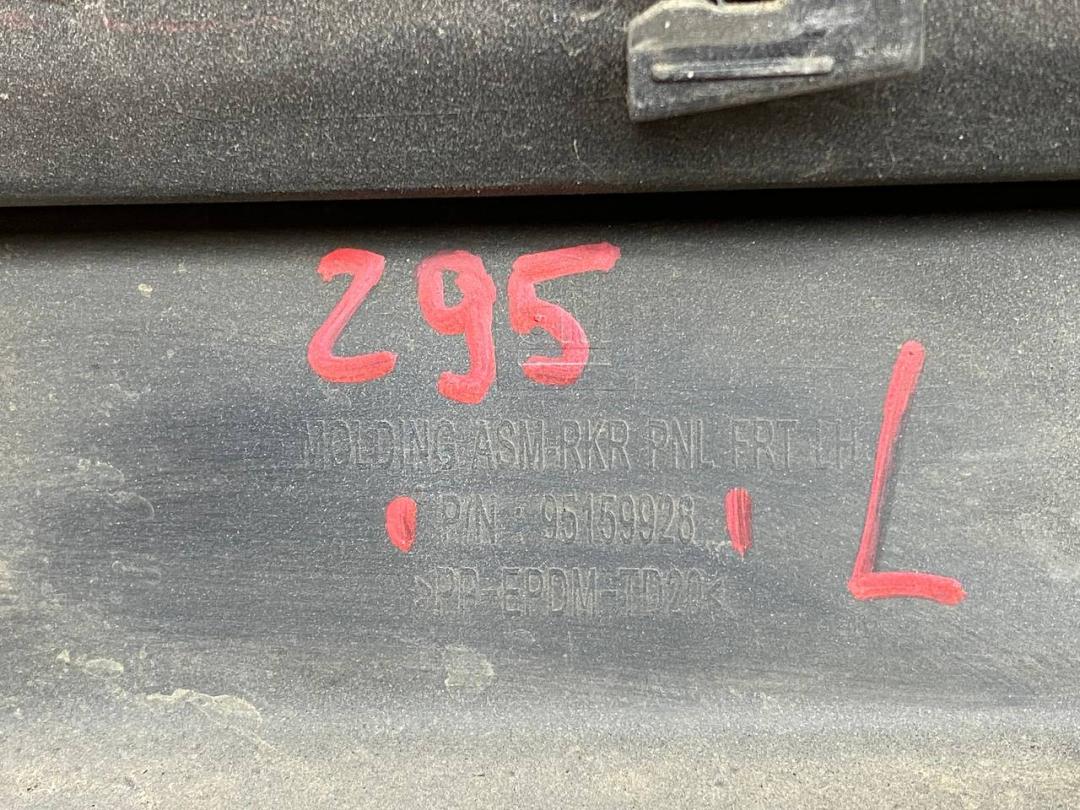 295
MOLDING ASM-RKR PNL FRT LH
P/N : 95159928
>PP-EPDM-TD20<
L